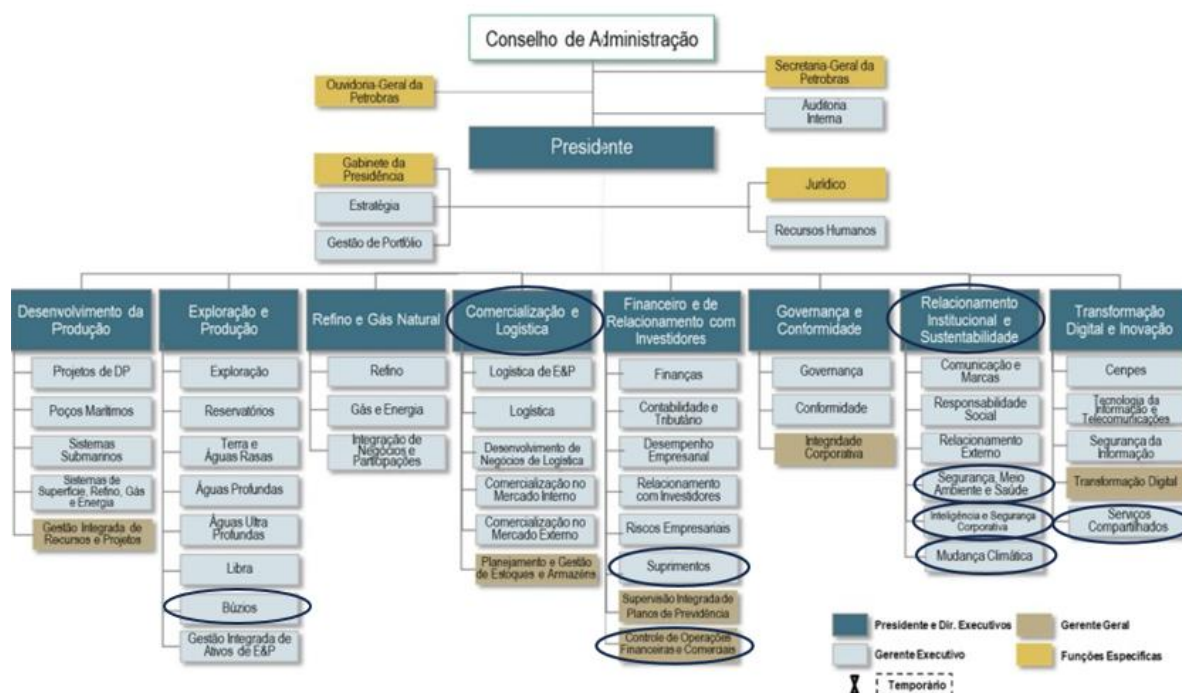 Conselho de Administração
Ouvidoria-Geral da
Petrobras
Secretaria-Geral da
Petrobras
Auditoria
Interna
Presidente
Gabinete da
Presidência
Estratégia
Gestão de Portfólio
Jurídico
Recursos Humanos
Desenvolvimento da
Produção
Projetos de DP
Poços Marítimos
Sistemas
Submarinos
Sistemas de
Superfície, Refino, Gás
e Energia
Gestão Integrada de
Recursos e Projetos
Exploração e
Produção
Exploração
Reservatórios
Terra e
Águas Rasas
Águas Profundas
Águas Ultra
Profundas
Libra
Búzios
Gestão Integrada de
Ativos de E&P
Refino e Gás Natural
Refino
Gás e Energia
Integração de
Negócios e
Participações
Comercialização e
Logística
Logística de E&P
Logística
Desenvolvimento de
Negócios de Logística
Comercialização no
Mercado Interno
Comercialização no
Mercado Externo
Planejamento e Gestão
de Estoques e Armazéns
Financeiro e de
Relacionamento com
Investidores
Finanças
Contabilidade e
Tributário
Desempenho
Empresarial
Relacionamento
com Investidores
Riscos Empresariais
Suprimentos
Supervisão Integrada de
Planos de Previdência
Controle de Operações
Financeiras e Comerciais
Governança e
Conformidade
Governança
Conformidade
Integridade
Corporativa
Relacionamento
Institucional e
Sustentabilidade
Comunicação e
Marcas
Responsabilidade
Social
Relacionamento
Externo
Segurança, Meio
Ambiente e Saúde
Inteligência e Segurança
Corporativa
Mudança Climática
Transformação
Digital e Inovação
Cenpes
Tecnologia da
Informação e
Telecomunicações
Segurança da
Informação
Transformação Digital
Serviços
Compartilhados
Presidente e Dir. Executivos
Gerente Geral
Gerente Executivo
Funções Específicas
Temporário